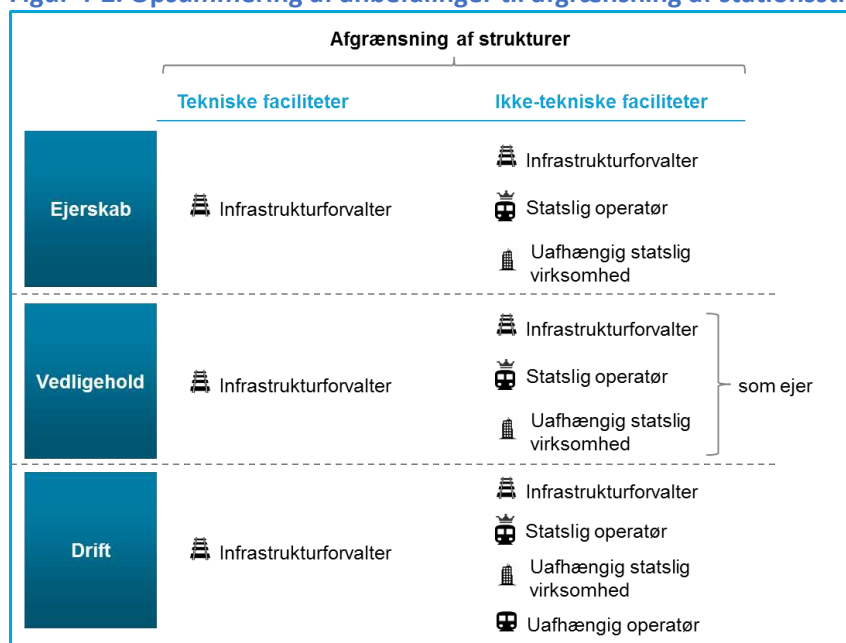 Afgrænsning af strukturer
Tekniske faciliteter
Ikke-tekniske faciliteter
Ejerskab
Infrastrukturforvalter
Infrastrukturforvalter
Statslig operatør
Uafhængig statslig
virksomhed
Vedligehold
Infrastrukturforvalter
Infrastrukturforvalter
Statslig operatør
Uafhængig statslig
virksomhed
som ejer
Drift
Infrastrukturforvalter
Infrastrukturforvalter
Statslig operatør
Uafhængig statslig
virksomhed
Uafhængig operatør